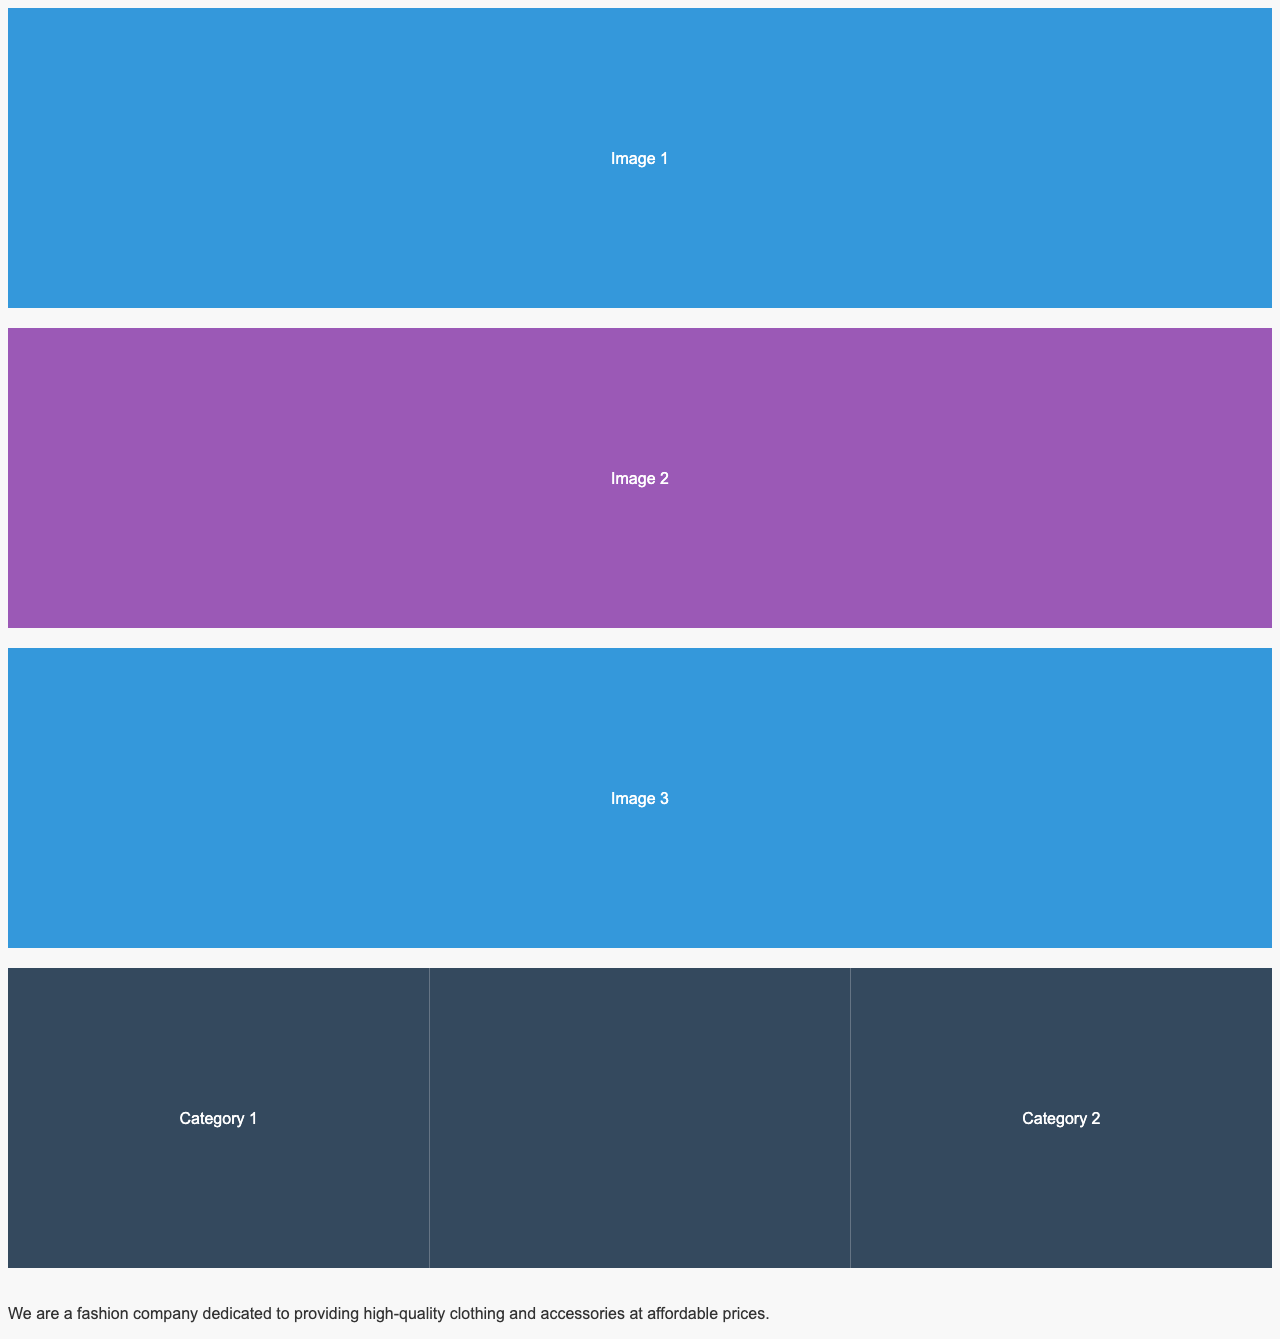 Image 1
Image 2
Image 3
Category 1
Category 2
We are a fashion company dedicated to providing high-quality clothing and accessories at affordable prices.